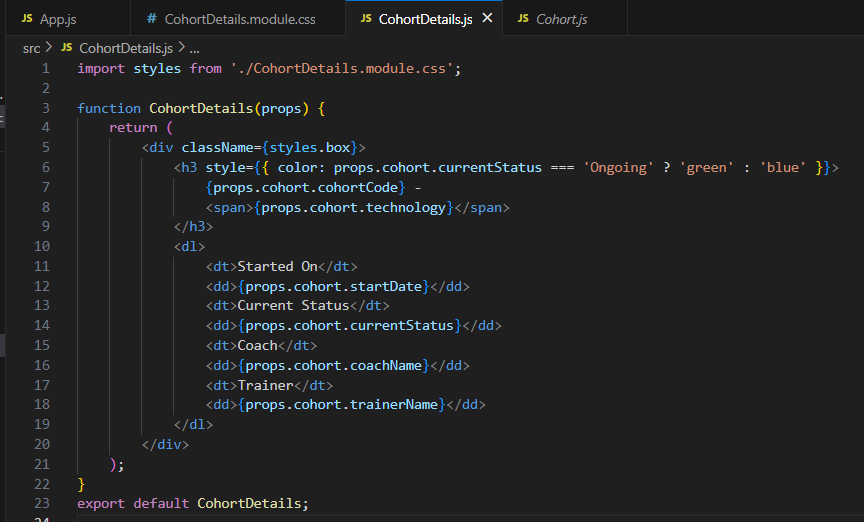 JS App.js # CohortDetails.module.css JS CohortDetails.js × JS Cohort.js
src > JS CohortDetails.js > ...
1 import styles from './CohortDetails.module.css';
2
3 function CohortDetails(props) {
4     return (
5         <div className={styles.box}>
6             <h3 style={{ color: props.cohort.currentStatus === 'Ongoing' ? 'green' : 'blue' }}>
7                 {props.cohort.cohortCode} -
8                 <span>{props.cohort.technology}</span>
9             </h3>
10             <dl>
11                 <dt>Started On</dt>
12                 <dd>{props.cohort.startDate}</dd>
13                 <dt>Current Status</dt>
14                 <dd>{props.cohort.currentStatus}</dd>
15                 <dt>Coach</dt>
16                 <dd>{props.cohort.coachName}</dd>
17                 <dt>Trainer</dt>
18                 <dd>{props.cohort.trainerName}</dd>
19             </dl>
20         </div>
21     );
22 }
23 export default CohortDetails;
24